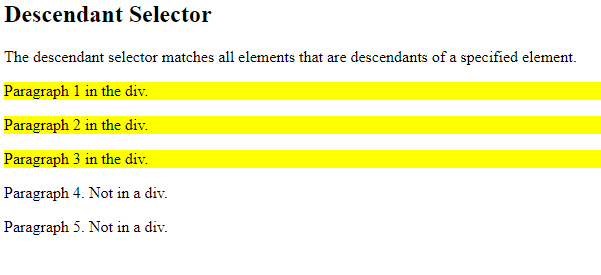 Descendant Selector
The descendant selector matches all elements that are descendants of a specified element.
Paragraph 1 in the div.
Paragraph 2 in the div.
Paragraph 3 in the div.
Paragraph 4. Not in a div.
Paragraph 5. Not in a div.